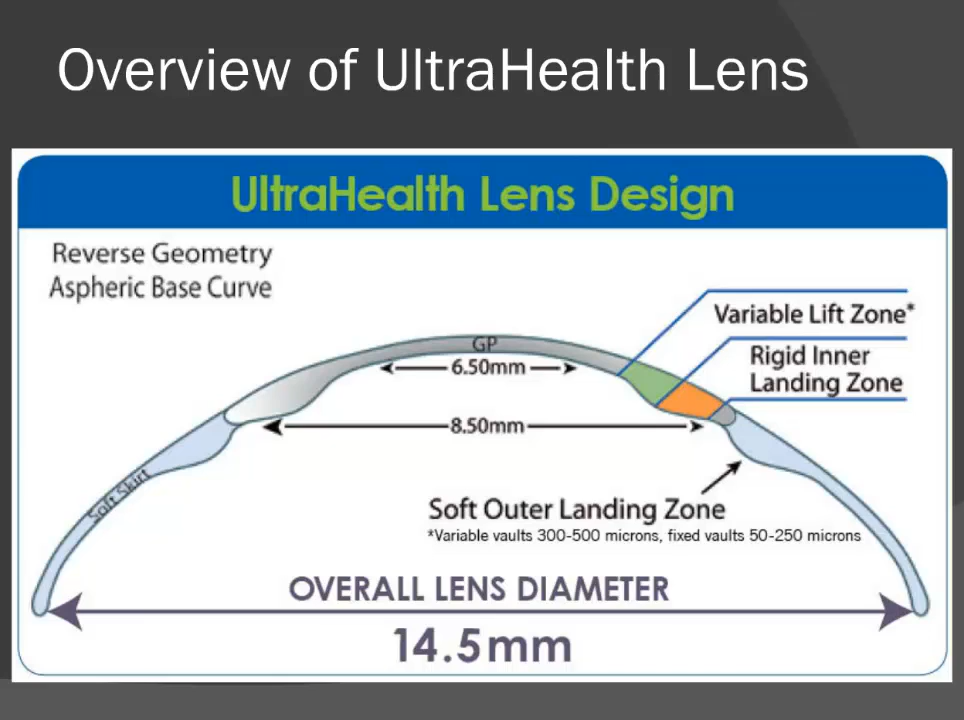 Overview of UltraHealth Lens
UltraHealth Lens Design
Reverse Geometry
Aspheric Base Curve
Variable Lift Zone*
GP
6.50mm
Rigid Inner
Landing Zone
8.50mm
Soft Skirt
Soft Outer Landing Zone
*Variable vaults 300-500 microns, fixed vaults 50-250 microns
OVERALL LENS DIAMETER
14.5mm